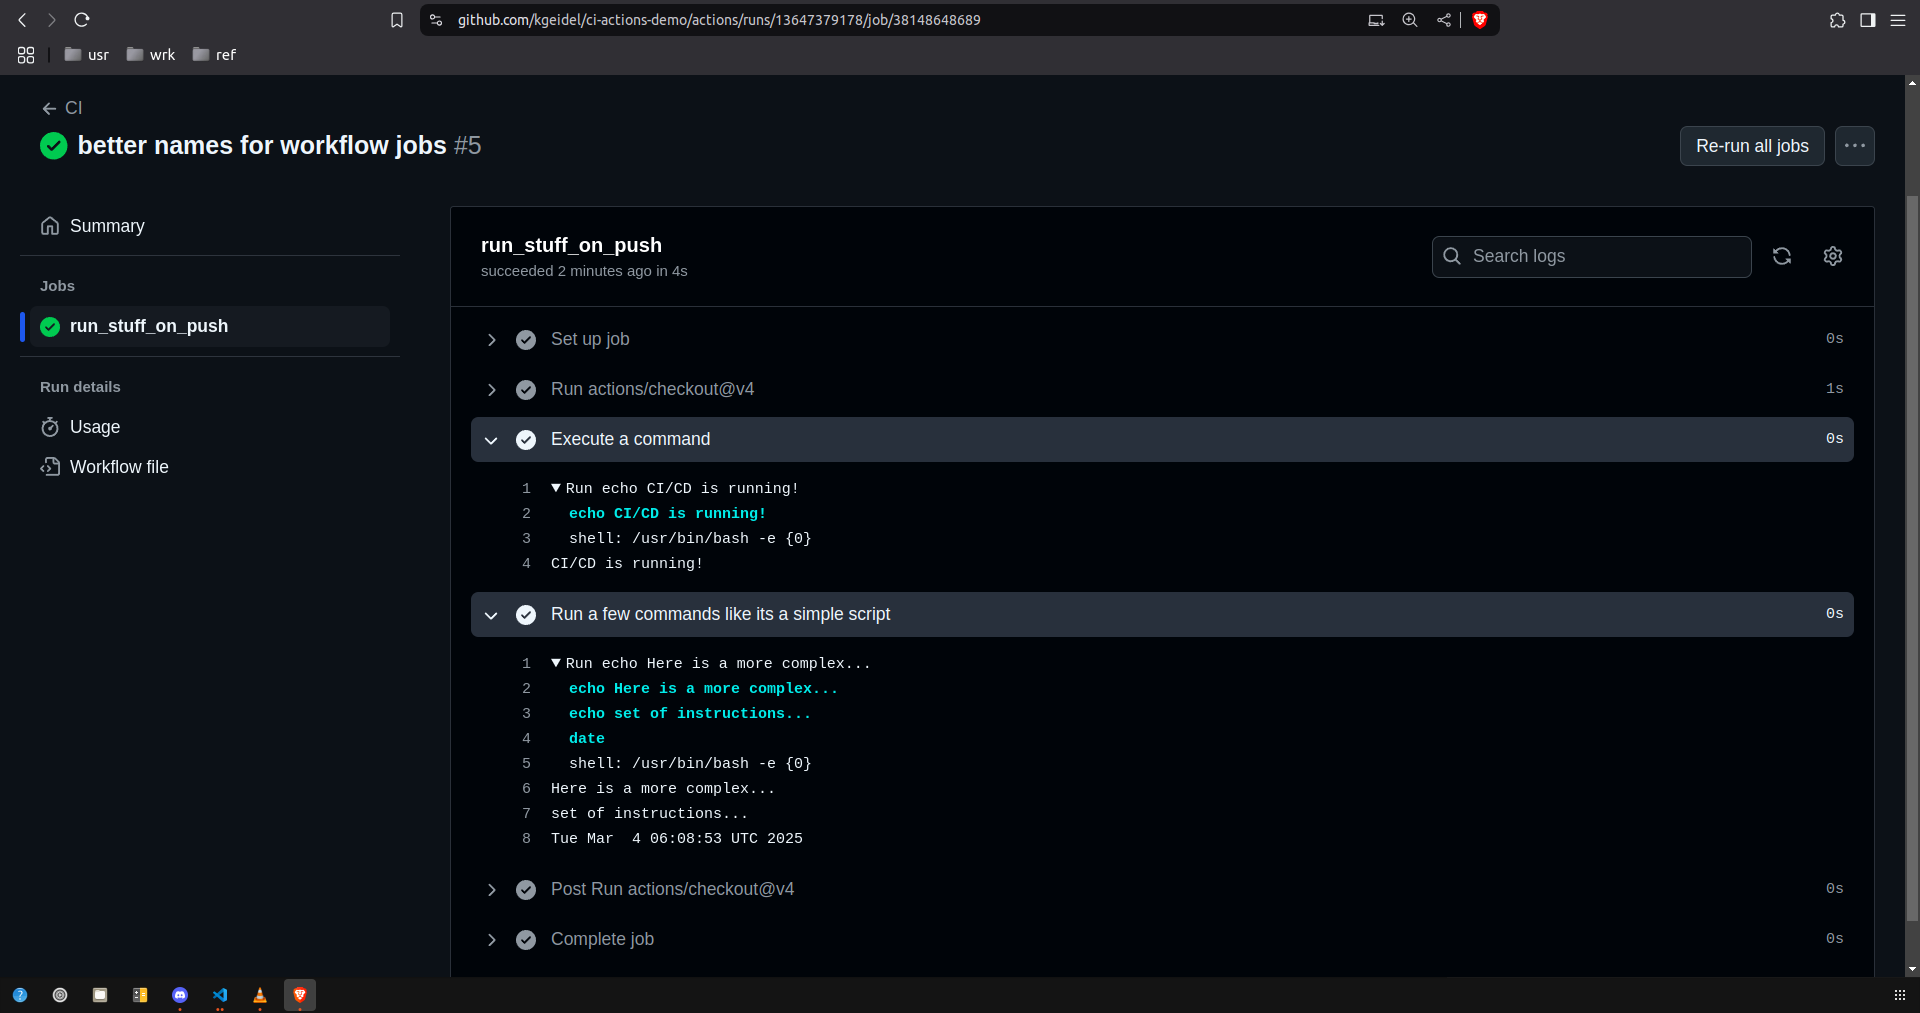 github.com/kgeidel/ci-actions-demo/actions/runs/13647379178/job/38148648689
usr wrk ref
CI
better names for workflow jobs #5
Re-run all jobs
Summary
Jobs
run_stuff_on_push
Run details
Usage
Workflow file
run_stuff_on_push
succeeded 2 minutes ago in 4s
Search logs
Set up job 0s
Run actions/checkout@v4 1s
Execute a command 0s
1 Run echo CI/CD is running!
2 echo CI/CD is running!
3 shell: /usr/bin/bash -e {0}
4 CI/CD is running!
Run a few commands like its a simple script 0s
1 Run echo Here is a more complex...
2 echo Here is a more complex...
3 echo set of instructions...
4 date
5 shell: /usr/bin/bash -e {0}
6 Here is a more complex...
7 set of instructions...
8 Tue Mar  4 06:08:53 UTC 2025
Post Run actions/checkout@v4 0s
Complete job 0s